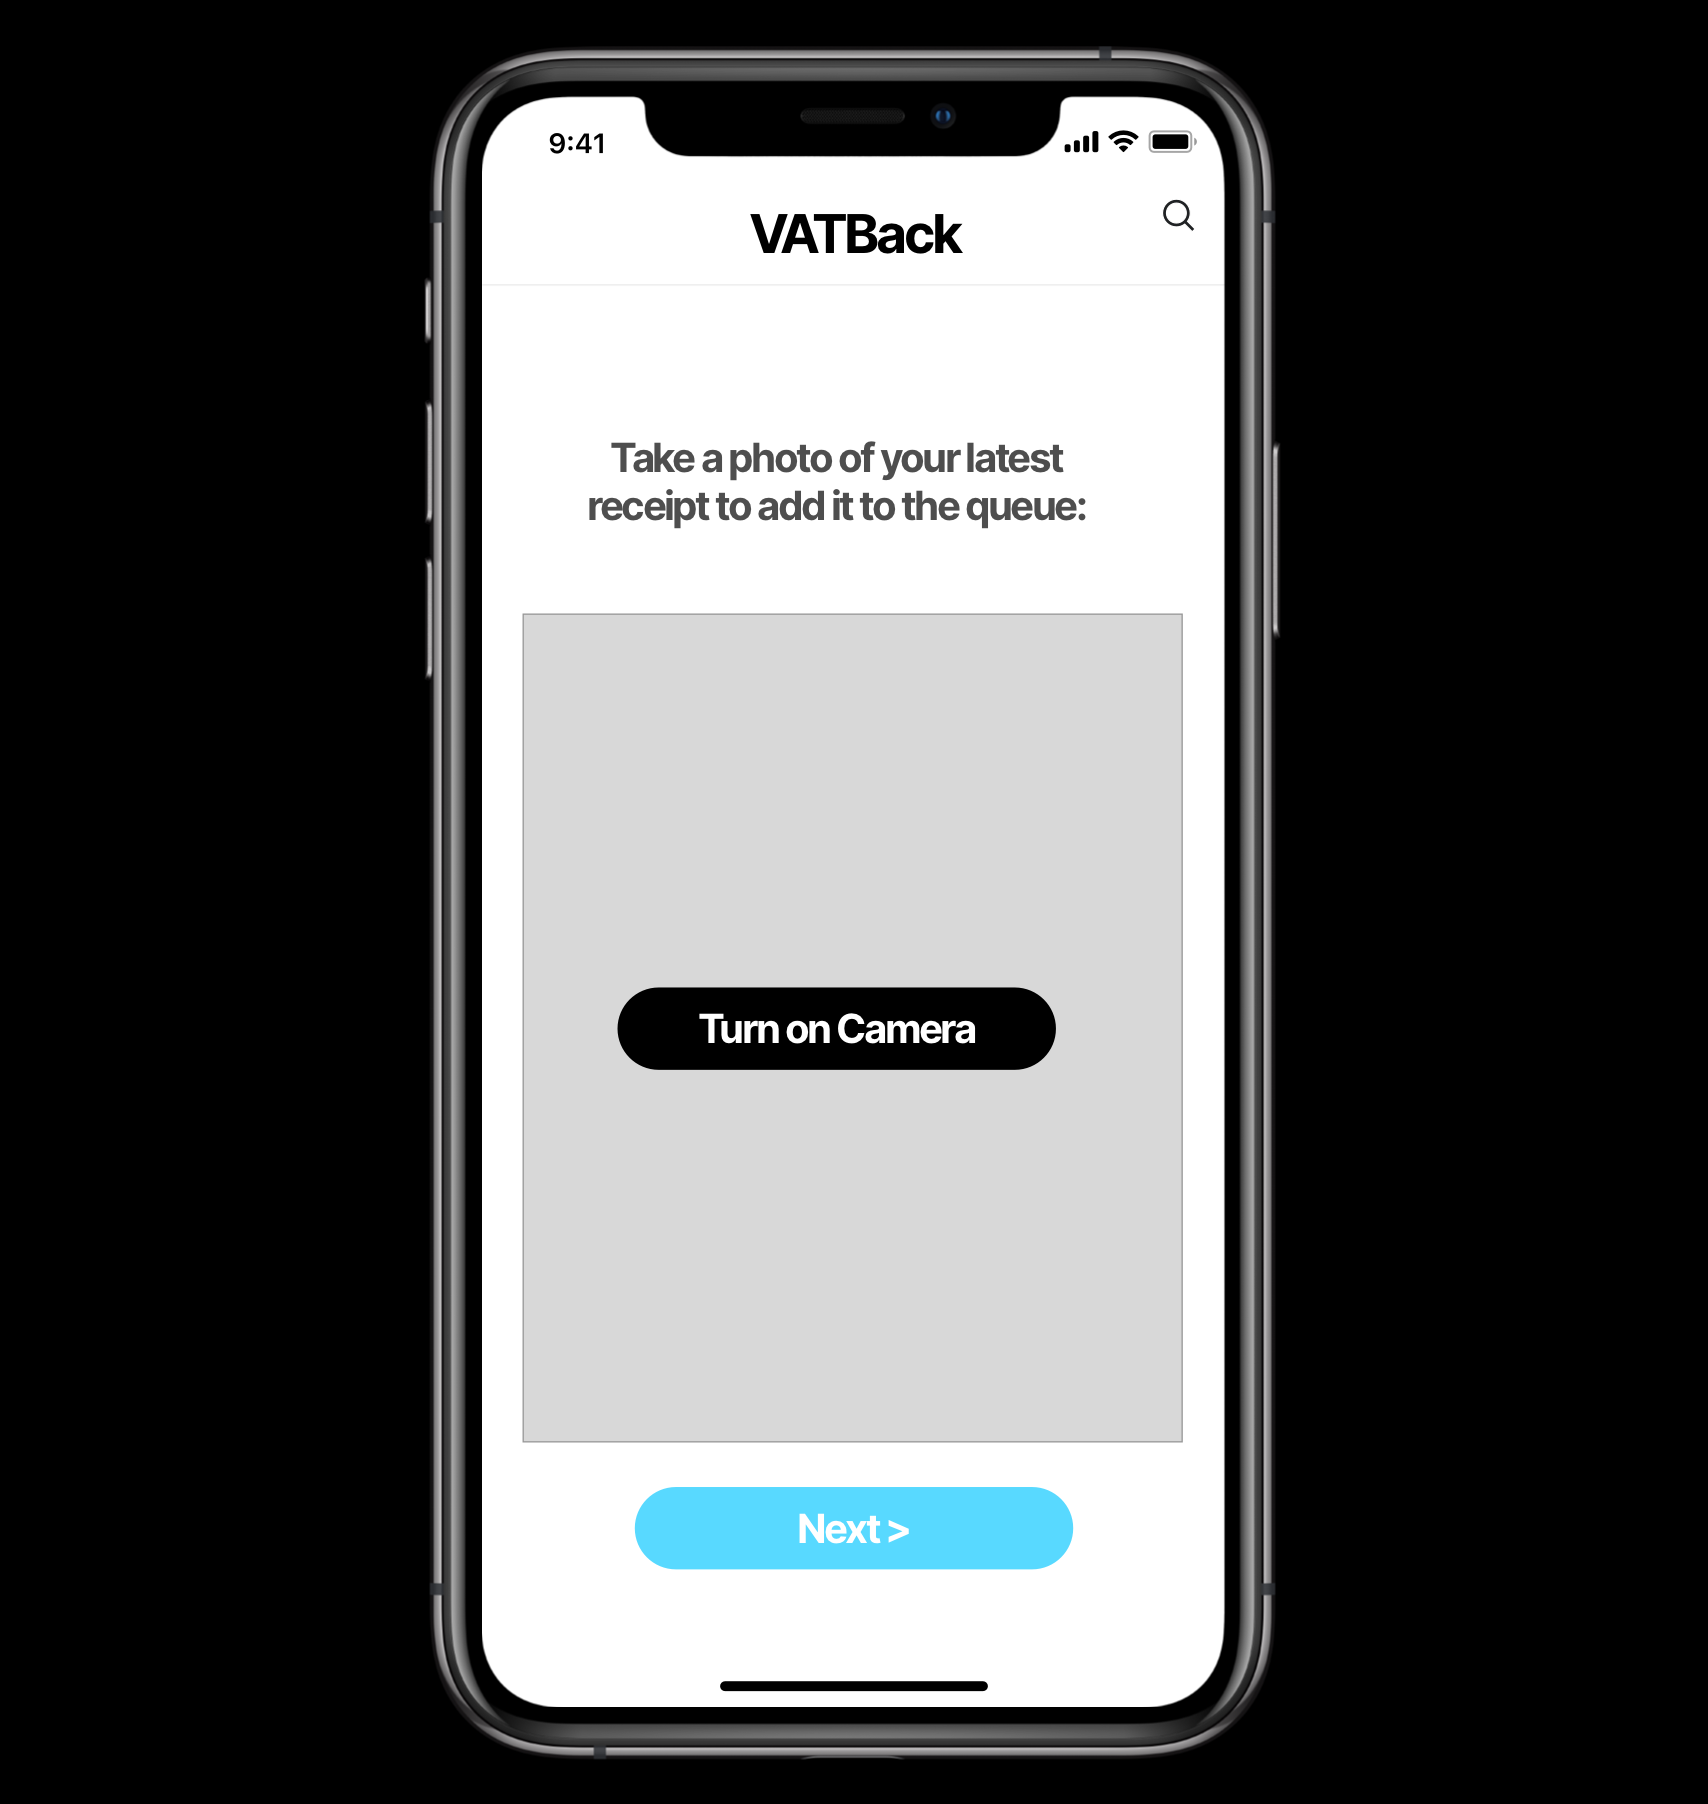 9:41
VATBack
Take a photo of your latest
receipt to add it to the queue:
Turn on Camera
Next >